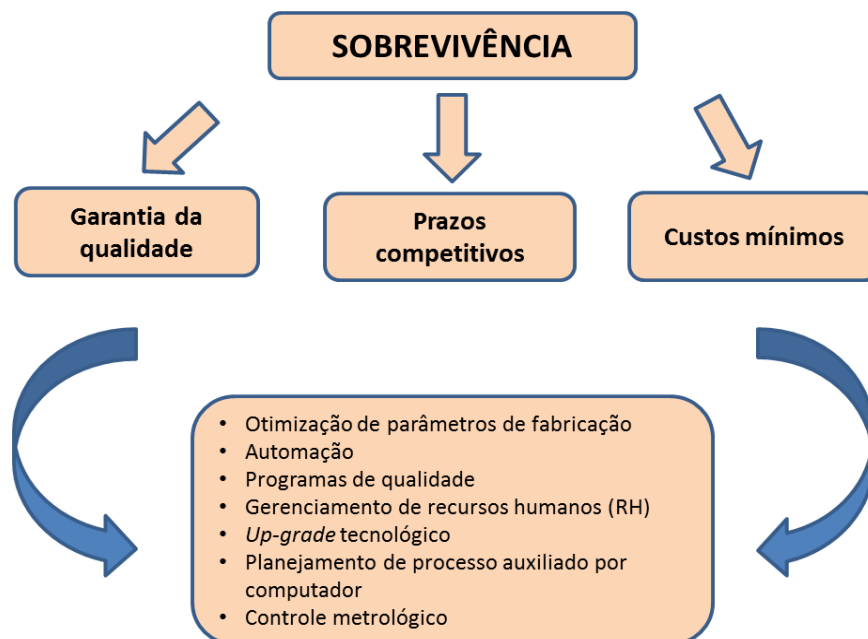 SOBREVIVÊNCIA
Garantia da
qualidade
Prazos
competitivos
Custos mínimos
• Otimização de parâmetros de fabricação
• Automação
• Programas de qualidade
• Gerenciamento de recursos humanos (RH)
• Up-grade tecnológico
• Planejamento de processo auxiliado por
computador
• Controle metrológico